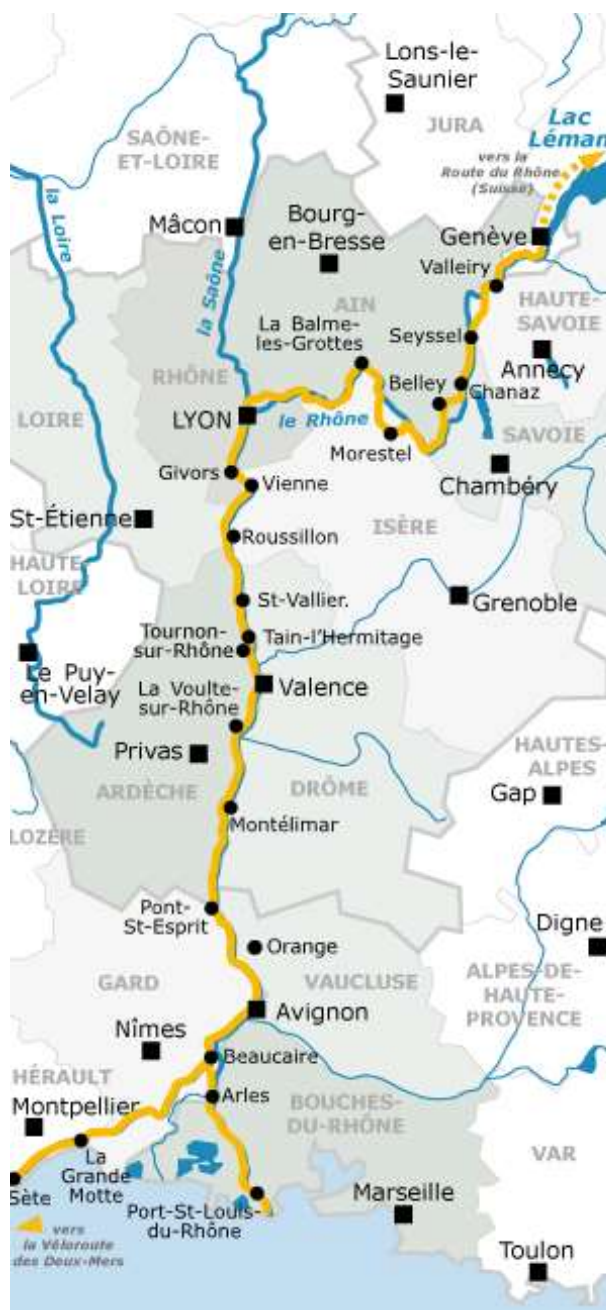 Lons-le-
Saunier
JURA
Lac
Léman
SAÔNE-
ET-LOIRE
vers la
Route du Rhône
(Suisse)
la Loire
Mâcon
Bourg-
en-Bresse
Genève
la Saône
Valleiry
AIN
HAUTE-
SAVOIE
La Balme-
les-Grottes
Seyssel
RHÔNE
Annecy
Belley
Chanaz
LOIRE
LYON
le Rhône
SAVOIE
Morestel
Chambéry
Givors
Vienne
St-Étienne
ISÈRE
Roussillon
HAUTE
LOIRE
St-Vallier.
Grenoble
Tournon-
sur-Rhône
Tain-l'Hermitage
Le Puy-
en-Velay
La Voulte-
sur-Rhône
Valence
Privas
HAUTES-
ALPES
ARDÈCHE
DRÔME
Gap
LOZÈRE
Montélimar
Pont-
St-Esprit
Digne
Orange
GARD
VAUCLUSE
ALPES-DE-
HAUTE-
PROVENCE
Avignon
Nîmes
Beaucaire
HÉRAULT
Arles
Montpellier
BOUCHES-
DU-RHÔNE
VAR
La
Grande
Motte
Sète
Port-St-Louis-
du-Rhône
Marseille
vers
la Véloroute
des Deux-Mers
Toulon